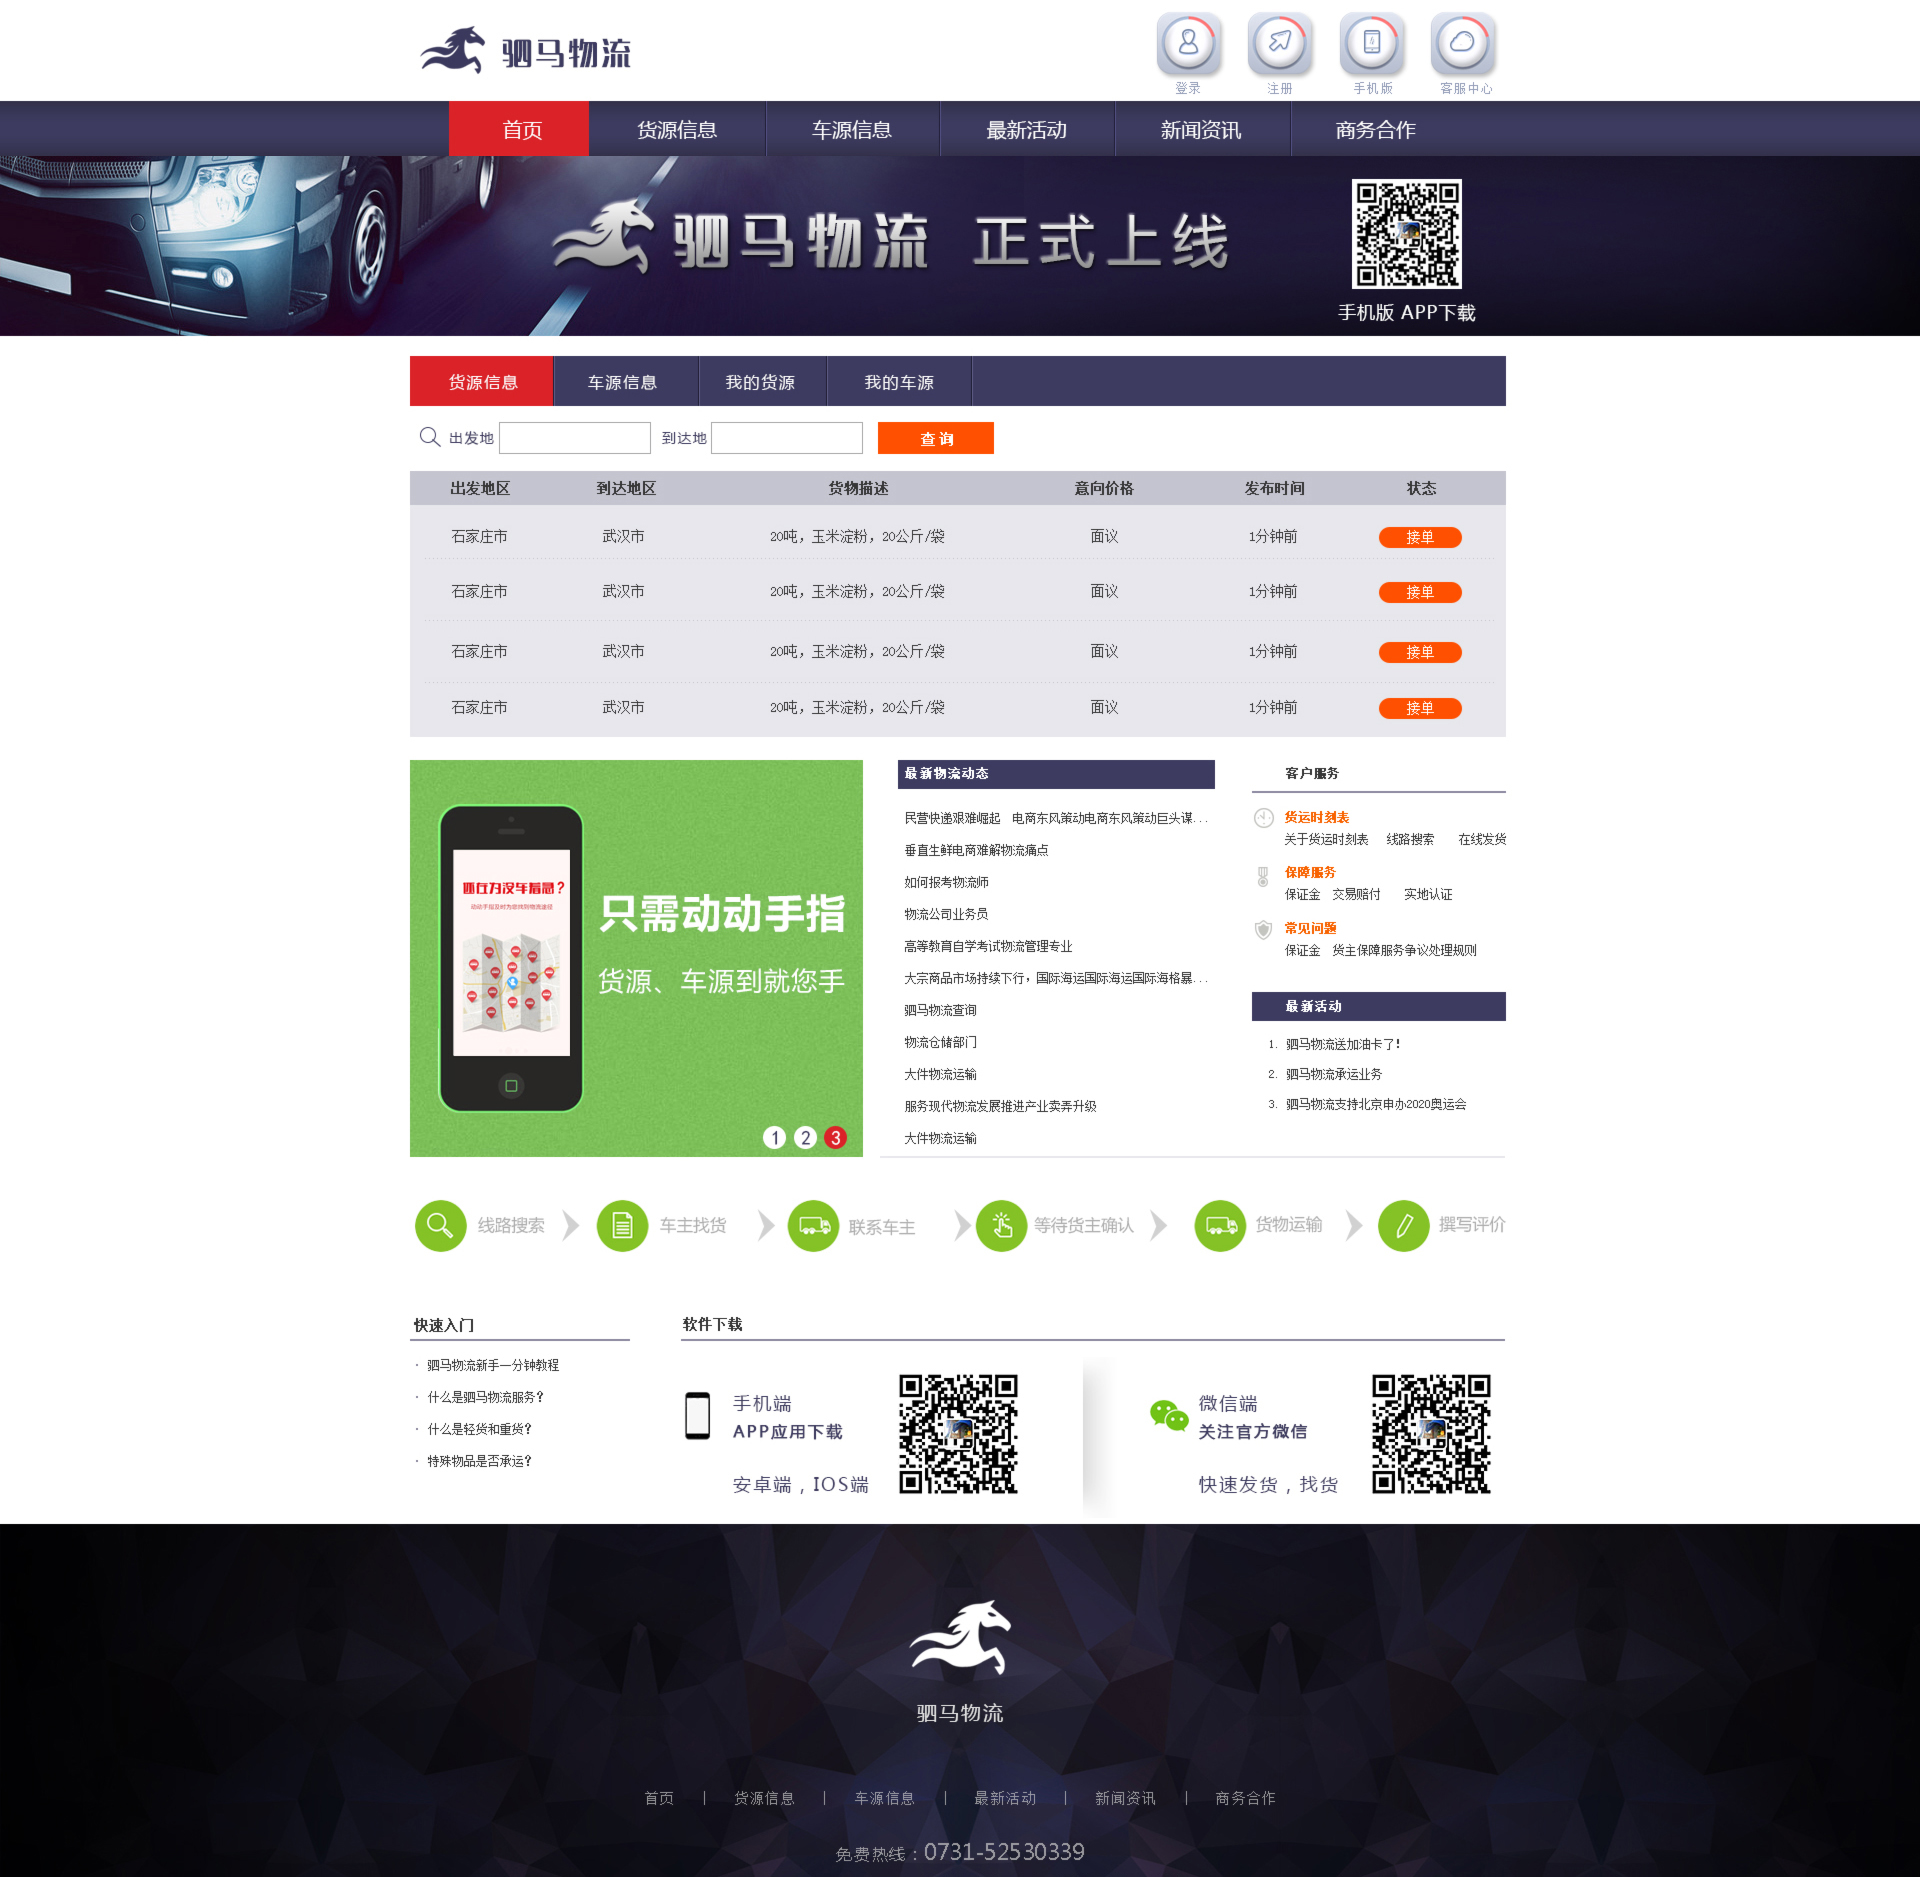 驷马物流
登录 注册 手机版 客服中心
首页 货源信息 车源信息 最新活动 新闻资讯 商务合作
驷马物流 正式上线
手机版 APP下载
货源信息 车源信息 我的货源 我的车源
出发地 到达地 查询
出发地区 到达地区 货物描述 意向价格 发布时间 状态
石家庄市 武汉市 20吨，玉米淀粉，20公斤/袋 面议 1分钟前 接单
石家庄市 武汉市 20吨，玉米淀粉，20公斤/袋 面议 1分钟前 接单
石家庄市 武汉市 20吨，玉米淀粉，20公斤/袋 面议 1分钟前 接单
石家庄市 武汉市 20吨，玉米淀粉，20公斤/袋 面议 1分钟前 接单
还在为没车着急？
动动手指及时为您找到物流途径
只需动动手指
货源、车源到就您手
1 2 3
最新物流动态
民营快递艰难崛起 电商东风策动电商东风策动巨头谋...
垂直生鲜电商难解物流痛点
如何报考物流师
物流公司业务员
高等教育自学考试物流管理专业
大宗商品市场持续下行，国际海运国际海运国际海格暴...
驷马物流查询
物流仓储部门
大件物流运输
服务现代物流发展推进产业卖弄升级
大件物流运输
客户服务
货运时刻表
关于货运时刻表 线路搜索 在线发货
保障服务
保证金 交易赔付 实地认证
常见问题
保证金 货主保障服务争议处理规则
最新活动
1. 驷马物流送加油卡了！
2. 驷马物流承运业务
3. 驷马物流支持北京申办2020奥运会
线路搜索 车主找货 联系车主 等待货主确认 货物运输 撰写评价
快速入门
· 驷马物流新手一分钟教程
· 什么是驷马物流服务？
· 什么是轻货和重货？
· 特殊物品是否承运？
软件下载
手机端
APP应用下载
安卓端，IOS端
微信端
关注官方微信
快速发货，找货
驷马物流
首页 | 货源信息 | 车源信息 | 最新活动 | 新闻资讯 | 商务合作
免费热线：0731-52530339